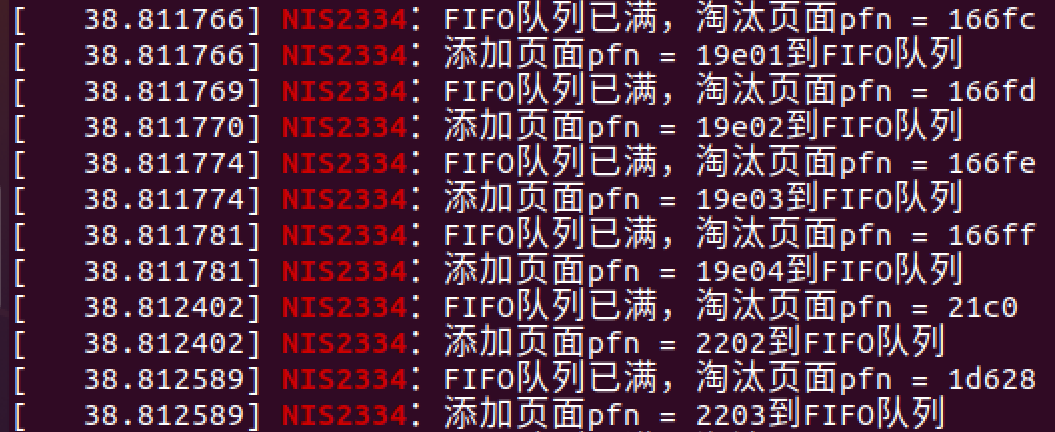 [   38.811766] NIS2334: FIFO队列已满，淘汰页面pfn = 166fc
[   38.811766] NIS2334: 添加页面pfn = 19e01到FIFO队列
[   38.811769] NIS2334: FIFO队列已满，淘汰页面pfn = 166fd
[   38.811770] NIS2334: 添加页面pfn = 19e02到FIFO队列
[   38.811774] NIS2334: FIFO队列已满，淘汰页面pfn = 166fe
[   38.811774] NIS2334: 添加页面pfn = 19e03到FIFO队列
[   38.811781] NIS2334: FIFO队列已满，淘汰页面pfn = 166ff
[   38.811781] NIS2334: 添加页面pfn = 19e04到FIFO队列
[   38.812402] NIS2334: FIFO队列已满，淘汰页面pfn = 21c0
[   38.812402] NIS2334: 添加页面pfn = 2202到FIFO队列
[   38.812589] NIS2334: FIFO队列已满，淘汰页面pfn = 1d628
[   38.812589] NIS2334: 添加页面pfn = 2203到FIFO队列